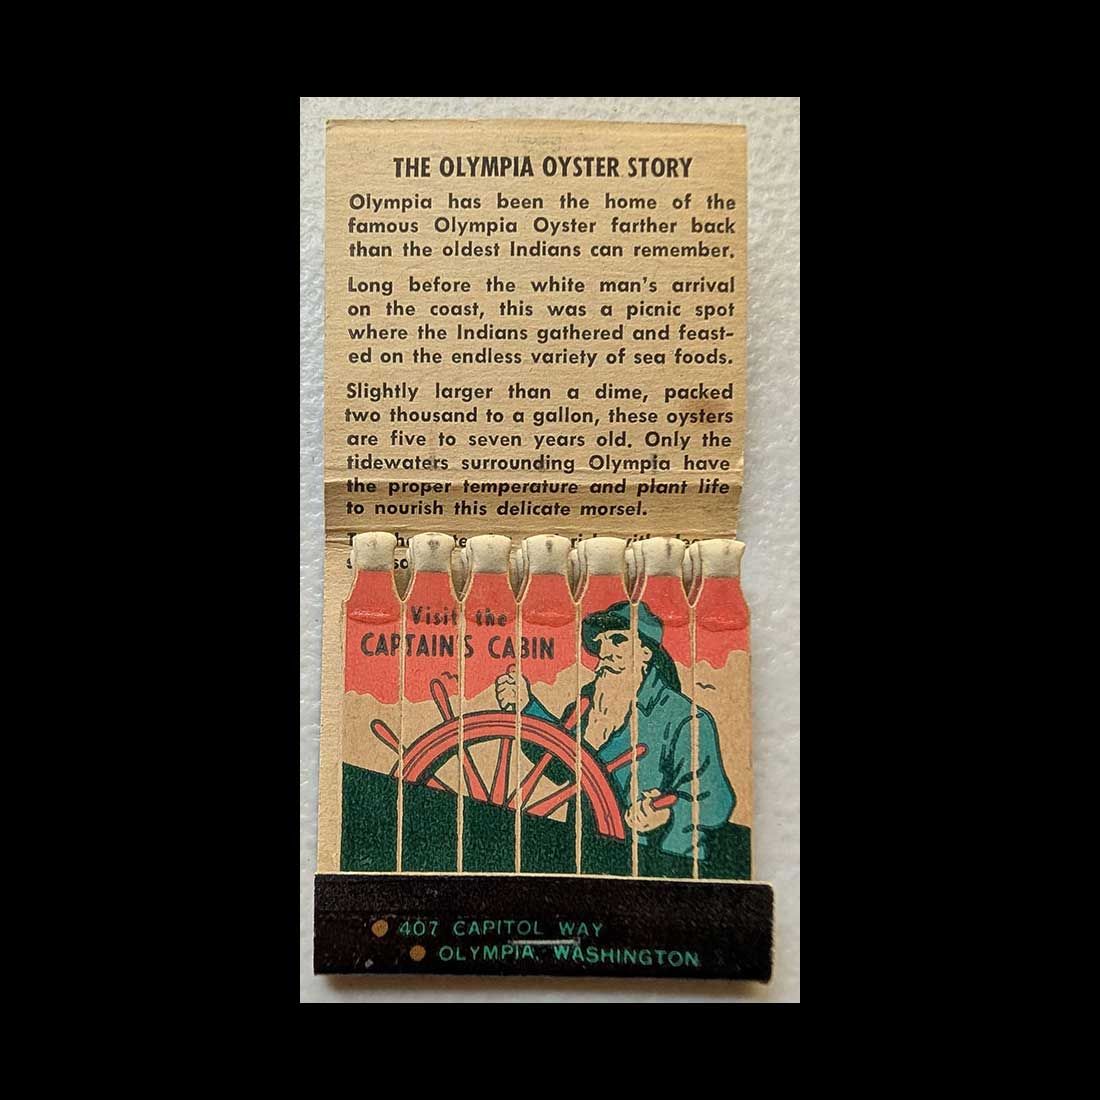 THE OLYMPIA OYSTER STORY
Olympia has been the home of the
famous Olympia Oyster farther back
than the oldest Indians can remember.
Long before the white man's arrival
on the coast, this was a picnic spot
where the Indians gathered and feast-
ed on the endless variety of sea foods.
Slightly larger than a dime, packed
two thousand to a gallon, these oysters
are five to seven years old. Only the
tidewaters surrounding Olympia have
the proper temperature and plant life
to nourish this delicate morsel.
Visit the
CAPTAIN'S CABIN
407 CAPITOL WAY
OLYMPIA, WASHINGTON